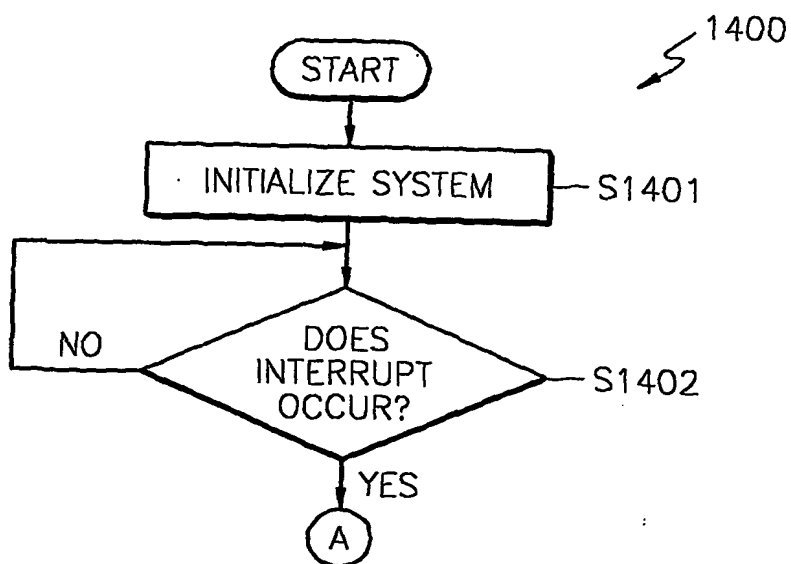 1400
START
INITIALIZE SYSTEM
S1401
NO
DOES
INTERRUPT
OCCUR?
S1402
YES
A